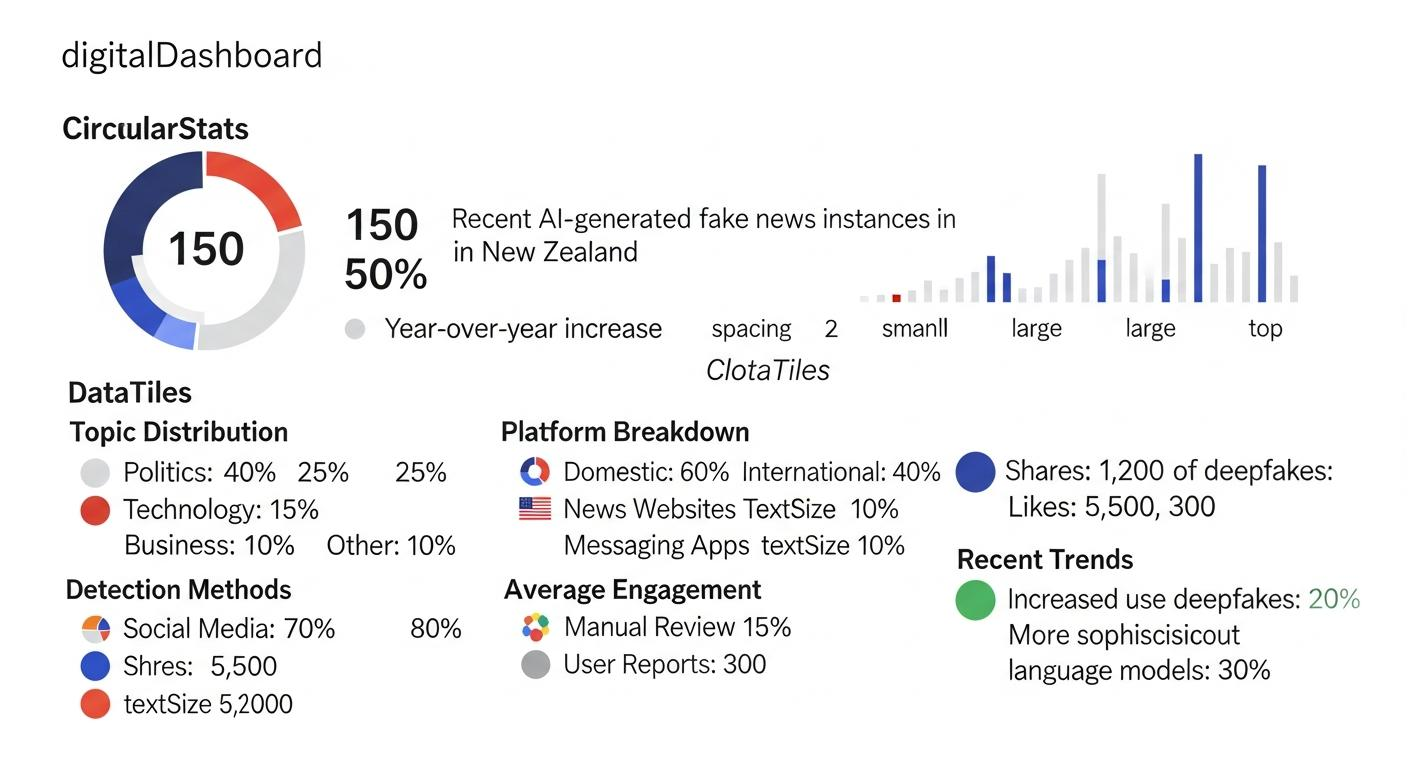 digitalDashboard
CircuularStats
150
150 Recent AI-generated fake news instances in
in New Zealand
50%
Year-over-year increase
spacing 2 smanll large large top
ClotaTiles
DataTiles
Topic Distribution
Politics: 40% 25% 25%
Technology: 15%
Business: 10% Other: 10%
Platform Breakdown
Domestic: 60% International: 40%
News Websites TextSize 10%
Messaging Apps textSize 10%
Shares: 1,200 of deepfakes:
Likes: 5,500, 300
Detection Methods
Social Media: 70% 80%
Shres: 5,500
textSize 5,2000
Average Engagement
Manual Review 15%
User Reports: 300
Recent Trends
Increased use deepfakes: 20%
More sophiscisicout
language models: 30%